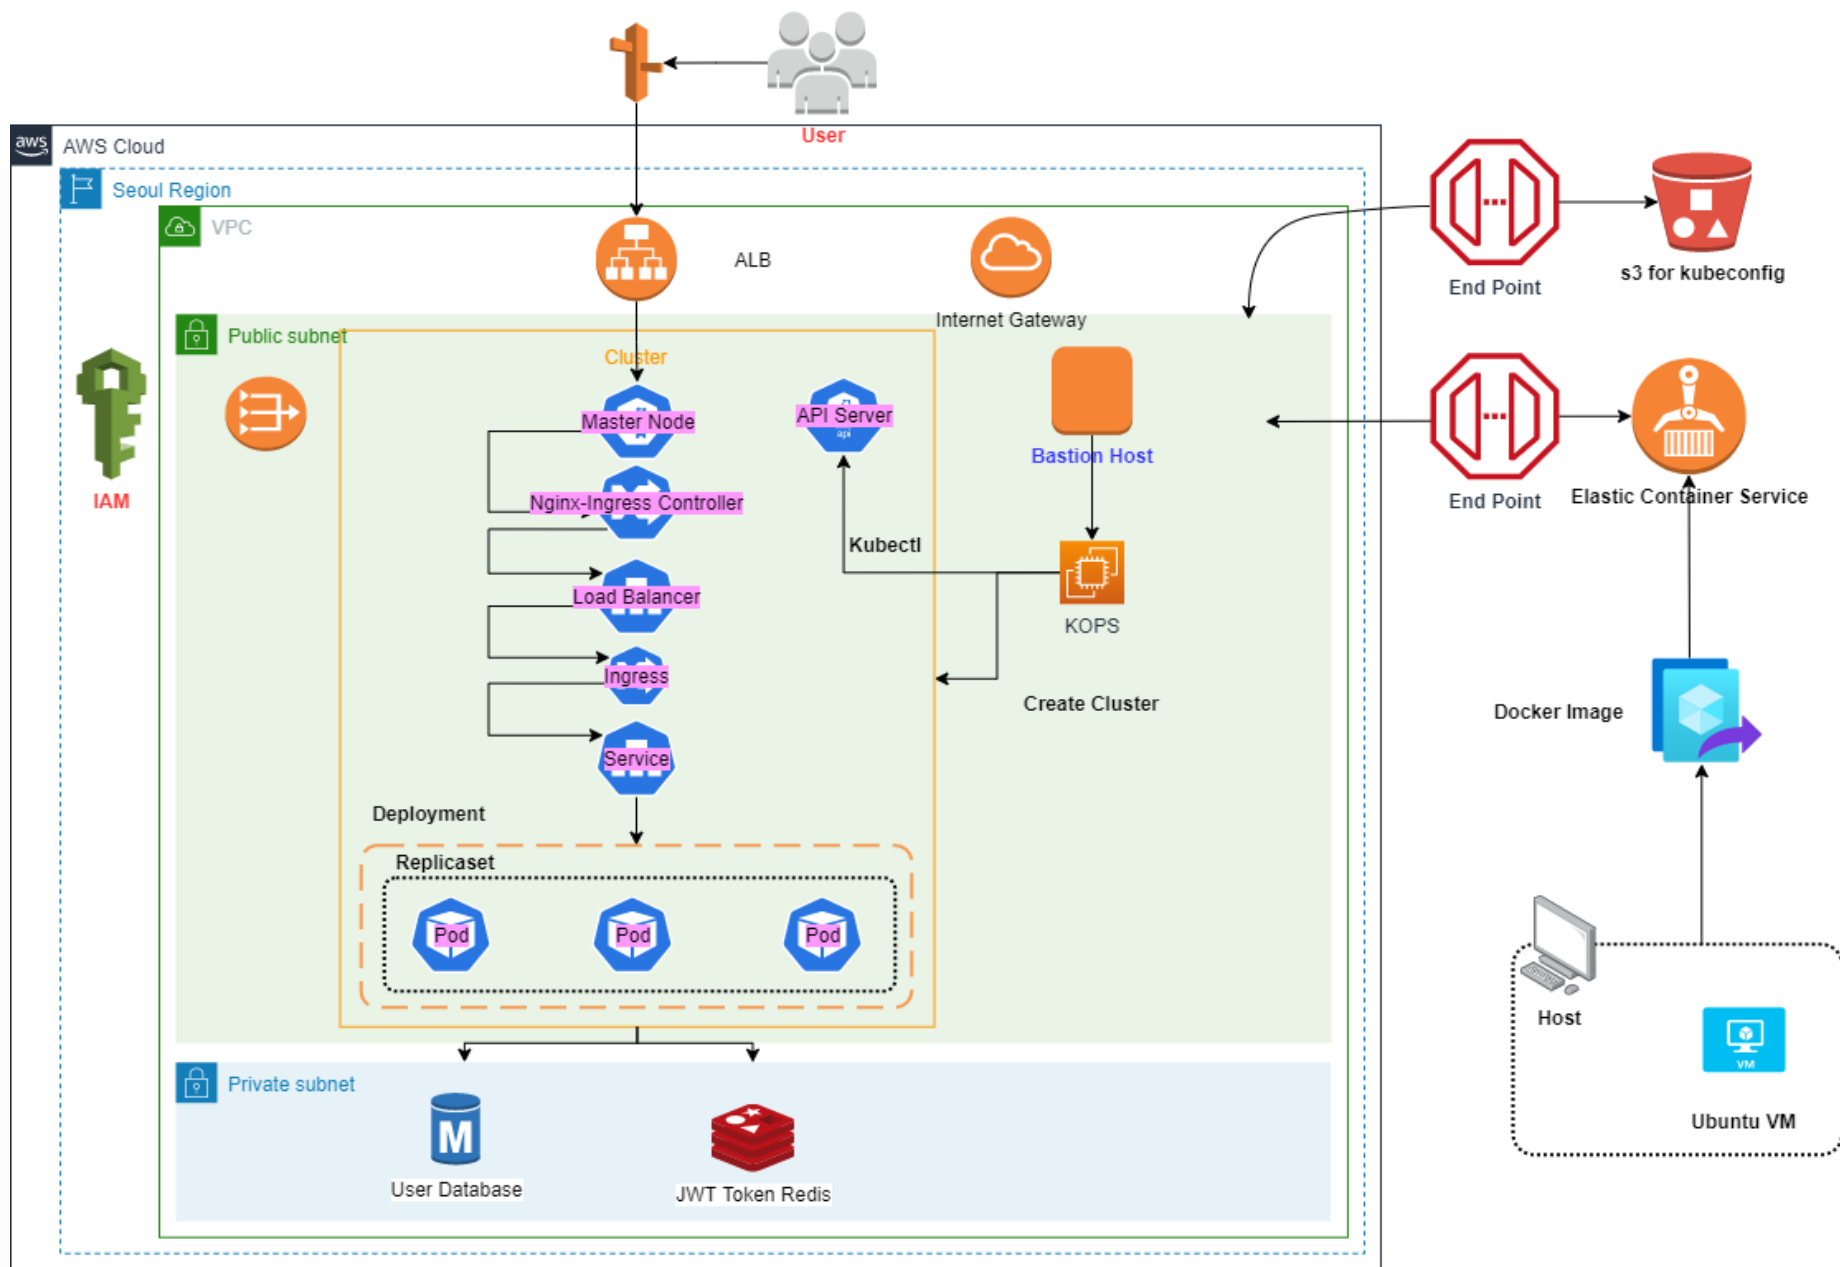 User
aws
AWS Cloud
Seoul Region
VPC
ALB
Internet Gateway
End Point
s3 for kubeconfig
Public subnet
Cluster
IAM
Master Node
API Server
api
Bastion Host
End Point
Elastic Container Service
Nginx-Ingress Controller
Kubectl
Load Balancer
KOPS
Ingress
Create Cluster
Docker Image
Service
Deployment
Replicaset
Pod
Pod
Pod
Host
VM
Ubuntu VM
Private subnet
M
User Database
JWT Token Redis